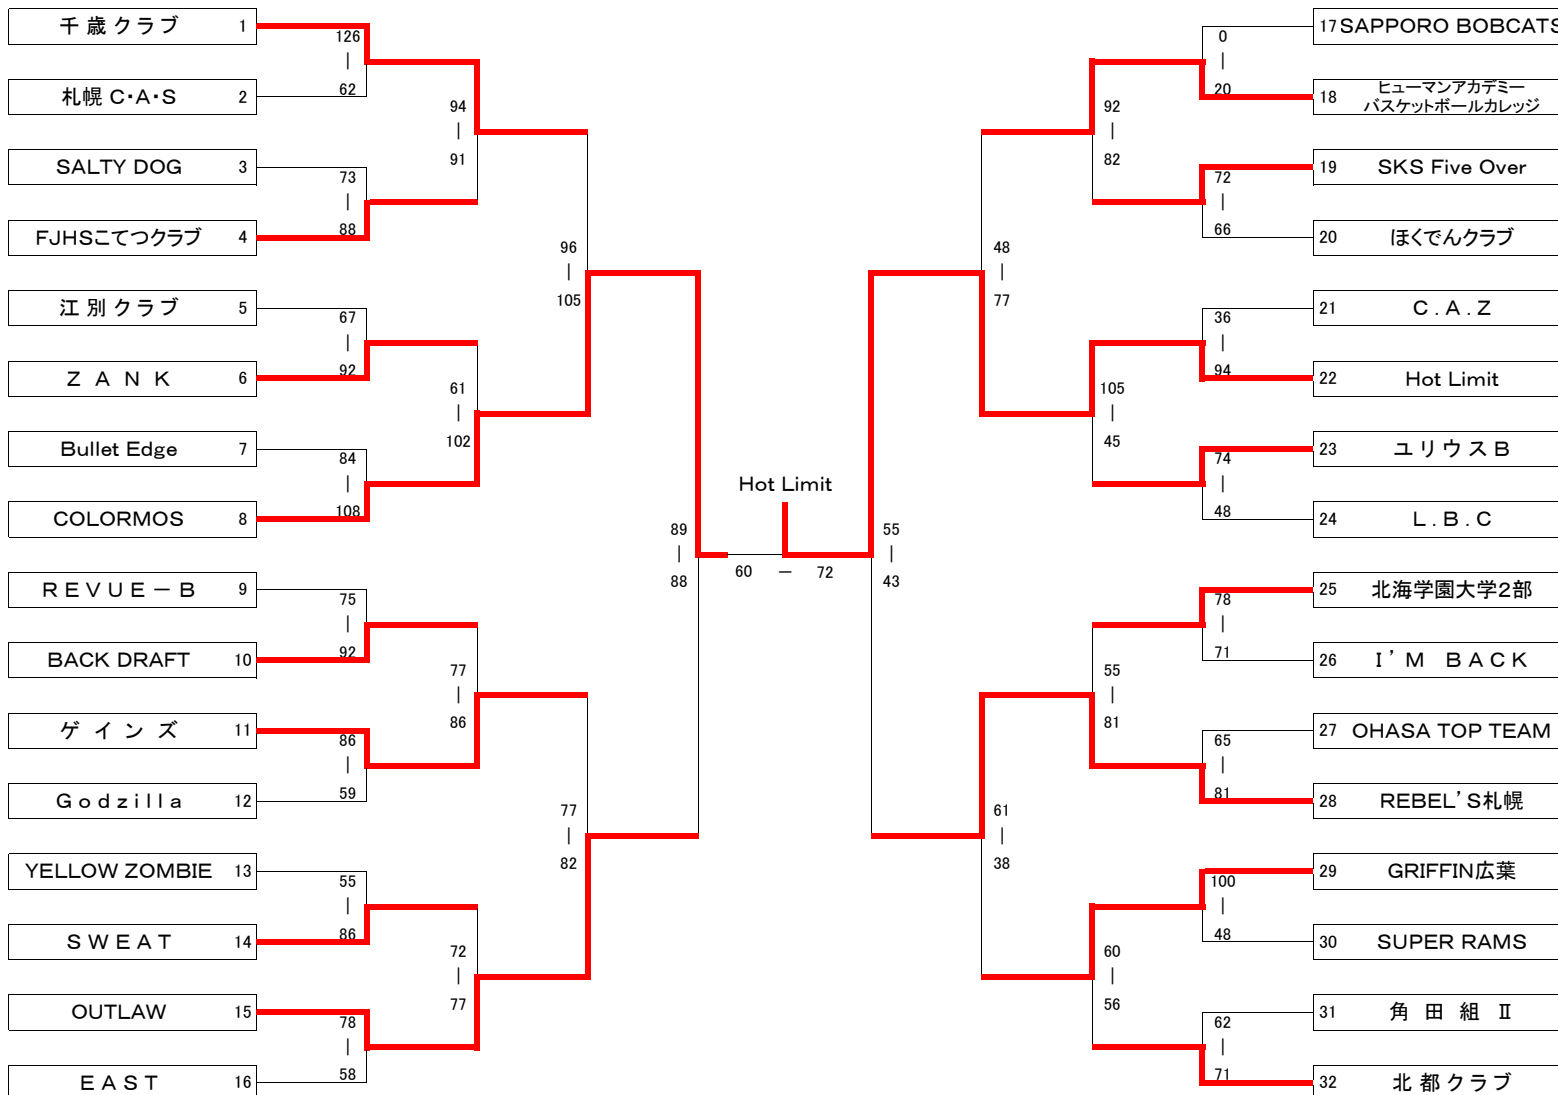 千歳クラブ 1
126
|
62
札幌 C・A・S 2
94
|
91
SALTY DOG 3
73
|
88
FJHSこてつクラブ 4
96
|
105
江別クラブ 5
67
|
92
ZANK 6
61
|
102
Bullet Edge 7
84
|
108
COLORMOS 8
89
|
88
REVUE－B 9
75
|
92
BACK DRAFT 10
77
|
86
ゲインズ 11
86
|
59
Godzilla 12
77
|
82
YELLOW ZOMBIE 13
55
|
86
SWEAT 14
72
|
77
OUTLAW 15
78
|
58
EAST 16
Hot Limit
60 － 72
17 SAPPORO BOBCATS
0
|
20
18 ヒューマンアカデミー
バスケットボールカレッジ
92
|
82
19 SKS Five Over
72
|
66
20 ほくでんクラブ
48
|
77
21 C．A．Z
36
|
94
22 Hot Limit
105
|
45
23 ユリウスB
74
|
48
24 L．B．C
55
|
43
25 北海学園大学2部
78
|
71
26 I'M BACK
55
|
81
27 OHASA TOP TEAM
65
|
81
28 REBEL'S札幌
61
|
38
29 GRIFFIN広葉
100
|
48
30 SUPER RAMS
60
|
56
31 角田組 Ⅱ
62
|
71
32 北都クラブ